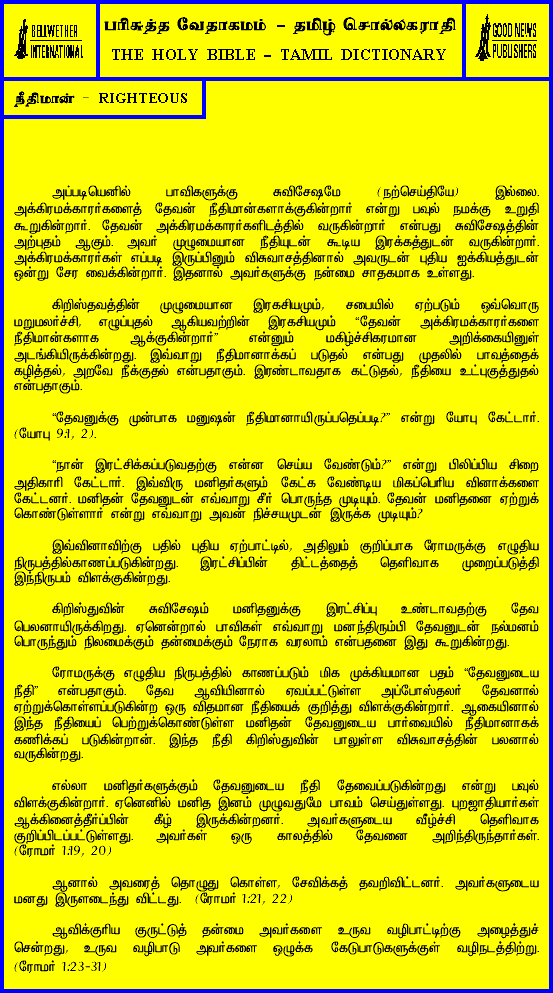 BELLWETHER
INTERNATIONAL
பரிசுத்த வேதாகமம் - தமிழ் சொல்லகராதி
THE HOLY BIBLE - TAMIL DICTIONARY
GOOD NEWS
PUBLISHERS
நீதிமான் - RIGHTEOUS
அப்படியெனில் பாவிகளுக்கு சுவிசேஷமே (நற்செய்தியே) இல்லை.
அக்கிரமக்காரர்களைத் தேவன் நீதிமான்களாக்குகின்றார் என்று பவுல் நமக்கு உறுதி
கூறுகின்றார். தேவன் அக்கிரமக்காரர்களிடத்தில் வருகின்றார் என்பது சுவிசேஷத்தின்
அற்புதம் ஆகும். அவர் முழுமையான நீதியுடன் கூடிய இரக்கத்துடன் வருகின்றார்.
அக்கிரமக்காரர்கள் எப்படி இருப்பினும் விசுவாசத்தினால் அவருடன் புதிய ஐக்கியத்துடன்
ஒன்று சேர வைக்கின்றார். இதனால் அவர்களுக்கு நன்மை சாதகமாக உள்ளது.
கிறிஸ்தவத்தின் முழுமையான இரகசியமும், சபையில் ஏற்படும் ஒவ்வொரு
மறுமலர்ச்சி, எழுப்புதல் ஆகியவற்றின் இரகசியமும் “தேவன் அக்கிரமக்காரர்களை
நீதிமான்களாக ஆக்குகின்றார்” என்னும் மகிழ்ச்சிகரமான அறிக்கையினுள்
அடங்கியிருக்கின்றது. இவ்வாறு நீதிமானாக்கப் படுதல் என்பது முதலில் பாவத்தைக்
கழித்தல், அறவே நீக்குதல் என்பதாகும். இரண்டாவதாக கூட்டுதல், நீதியை உட்புகுத்துதல்
என்பதாகும்.
“தேவனுக்கு முன்பாக மனுஷன் நீதிமானாயிருப்பதெப்படி?” என்று யோபு கேட்டார்.
(யோபு 9:1, 2).
“நான் இரட்சிக்கப்படுவதற்கு என்ன செய்ய வேண்டும்?” என்று பிலிப்பிய சிறை
அதிகாரி கேட்டார். இவ்விரு மனிதர்களும் கேட்க வேண்டிய மிகப்பெரிய வினாக்களை
கேட்டனர். மனிதன் தேவனுடன் எவ்வாறு சீர் பொருந்த முடியும். தேவன் மனிதனை ஏற்றுக்
கொண்டுள்ளார் என்று எவ்வாறு அவன் நிச்சயமுடன் இருக்க முடியும்?
இவ்வினாவிற்கு பதில் புதிய ஏற்பாட்டில், அதிலும் குறிப்பாக ரோமருக்கு எழுதிய
நிருபத்தில்காணப்படுகின்றது. இரட்சிப்பின் திட்டத்தைத் தெளிவாக முறைப்படுத்தி
இந்நிருபம் விளக்குகின்றது.
கிறிஸ்துவின் சுவிசேஷம் மனிதனுக்கு இரட்சிப்பு உண்டாவதற்கு தேவ
பெலனாயிருக்கிறது. ஏனென்றால் பாவிகள் எவ்வாறு மனந்திரும்பி தேவனுடன் நல்மனம்
பொருந்தும் நிலமைக்கும் தன்மைக்கும் நேராக வரலாம் என்பதனை இது கூறுகின்றது.
ரோமருக்கு எழுதிய நிருபத்தில் காணப்படும் மிக முக்கியமான பதம் “தேவனுடைய
நீதி” என்பதாகும். தேவ ஆவியினால் ஏவப்பட்டுள்ள அப்போஸ்தலர் தேவனால்
ஏற்றுக்கொள்ளப்படுகின்ற ஒரு விதமான நீதியைக் குறித்து விளக்குகின்றார். ஆகையினால்
இந்த நீதியைப் பெற்றுக்கொண்டுள்ள மனிதன் தேவனுடைய பார்வையில் நீதிமானாகக்
கணிக்கப் படுகின்றான். இந்த நீதி கிறிஸ்துவின் பாலுள்ள விசுவாசத்தின் பலனால்
வருகின்றது.
எல்லா மனிதர்களுக்கும் தேவனுடைய நீதி தேவைப்படுகின்றது என்று பவுல்
விளக்குகின்றார். ஏனெனில் மனித இனம் முழுவதுமே பாவம் செய்துள்ளது. புறஜாதியார்கள்
ஆக்கினைத்தீர்ப்பின் கீழ் இருக்கின்றனர். அவர்களுடைய வீழ்ச்சி தெளிவாக
குறிப்பிடப்பட்டுள்ளது. அவர்கள் ஒரு காலத்தில் தேவனை அறிந்திருந்தார்கள்.
(ரோமர் 1:19, 20)
ஆனால் அவரைத் தொழுது கொள்ள, சேவிக்கத் தவறிவிட்டனர். அவர்களுடைய
மனது இருளடைந்து விட்டது. (ரோமர் 1:21, 22)
ஆவிக்குரிய குருட்டுத் தன்மை அவர்களை உருவ வழிபாட்டிற்கு அழைத்துச்
சென்றது, உருவ வழிபாடு அவர்களை ஒழுக்க கேடுபாடுகளுக்குள் வழிநடத்திற்று.
(ரோமர் 1:23-31)